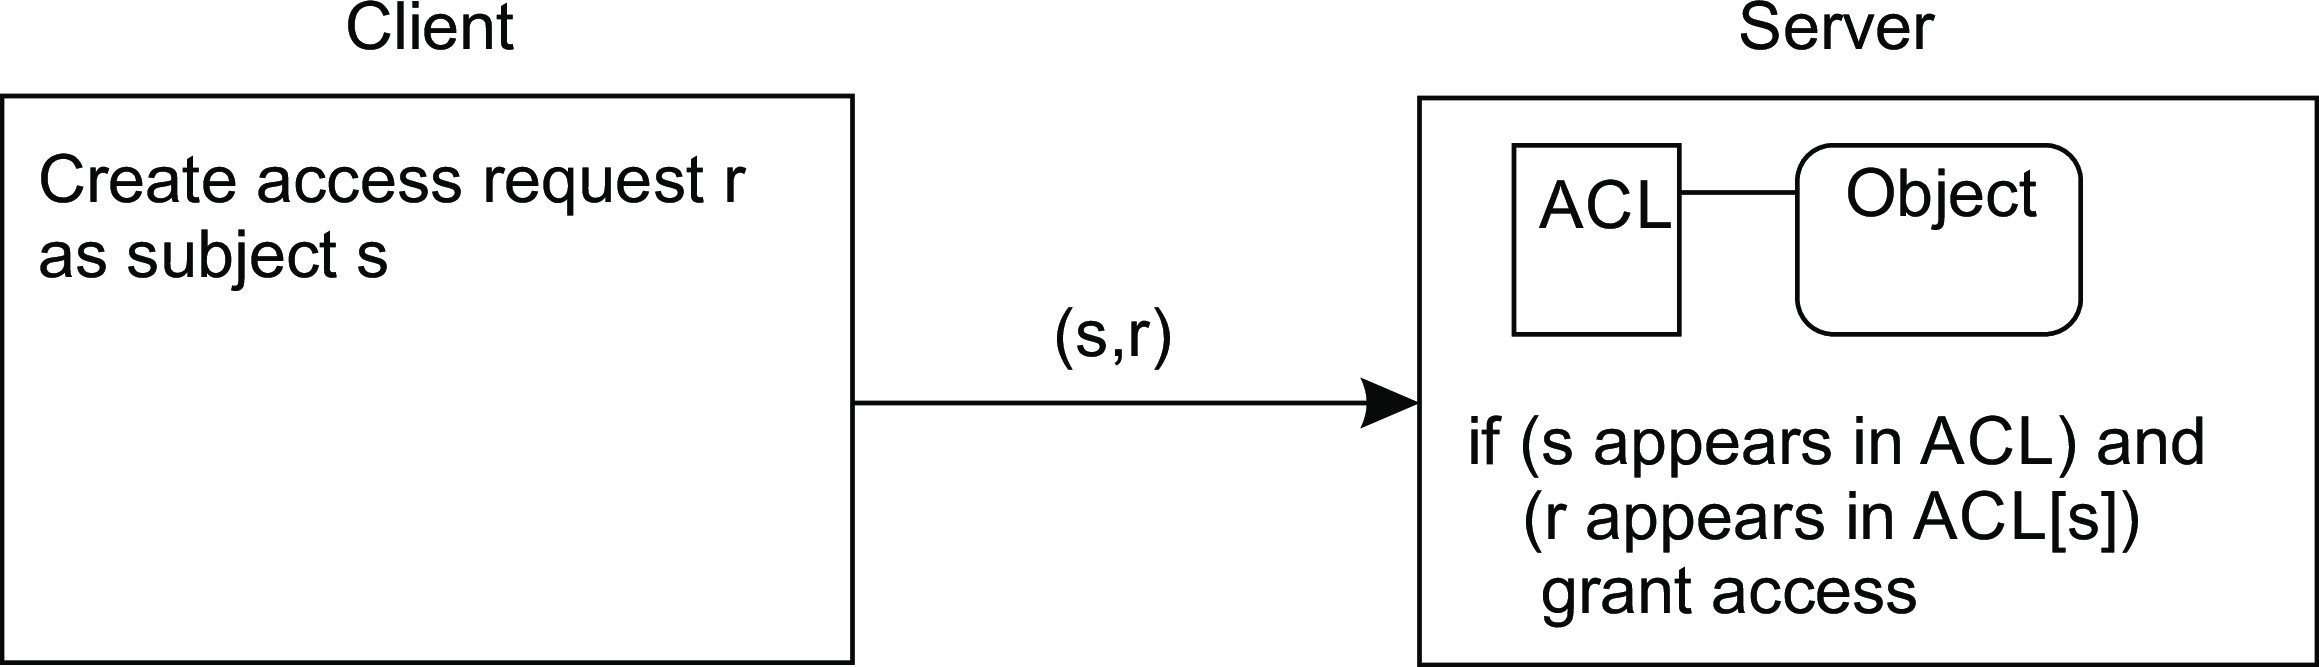 Client
Create access request r
as subject s
(s,r)
Server
ACL
Object
if (s appears in ACL) and
(r appears in ACL[s])
grant access